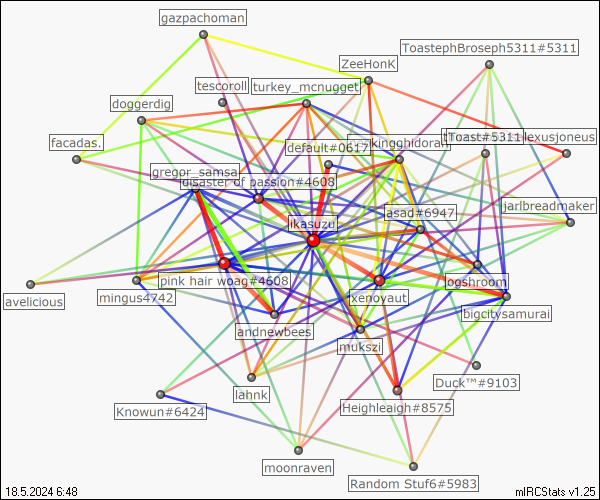 gazpachoman
ToastephBroseph5311#5311
ZeeHonK
tescoroll
turkey_mcnugget
doggerdig
facadas.
default#0617
kingghidorah
Toast#5311
lexusjoneus
gregor_samsa
disaster of passion#4608
jarlbreadmaker
asad#6947
ikasuzu
pink hair woag#4608
ogshroom
avelicious
mingus4742
xenoyaut
bigcitysamurai
andnewbees
mukszi
Duck™#9103
lahnk
Knowun#6424
Heighleaigh#8575
moonraven
Random Stuf6#5983
18.5.2024 6:48
mIRCStats v1.25